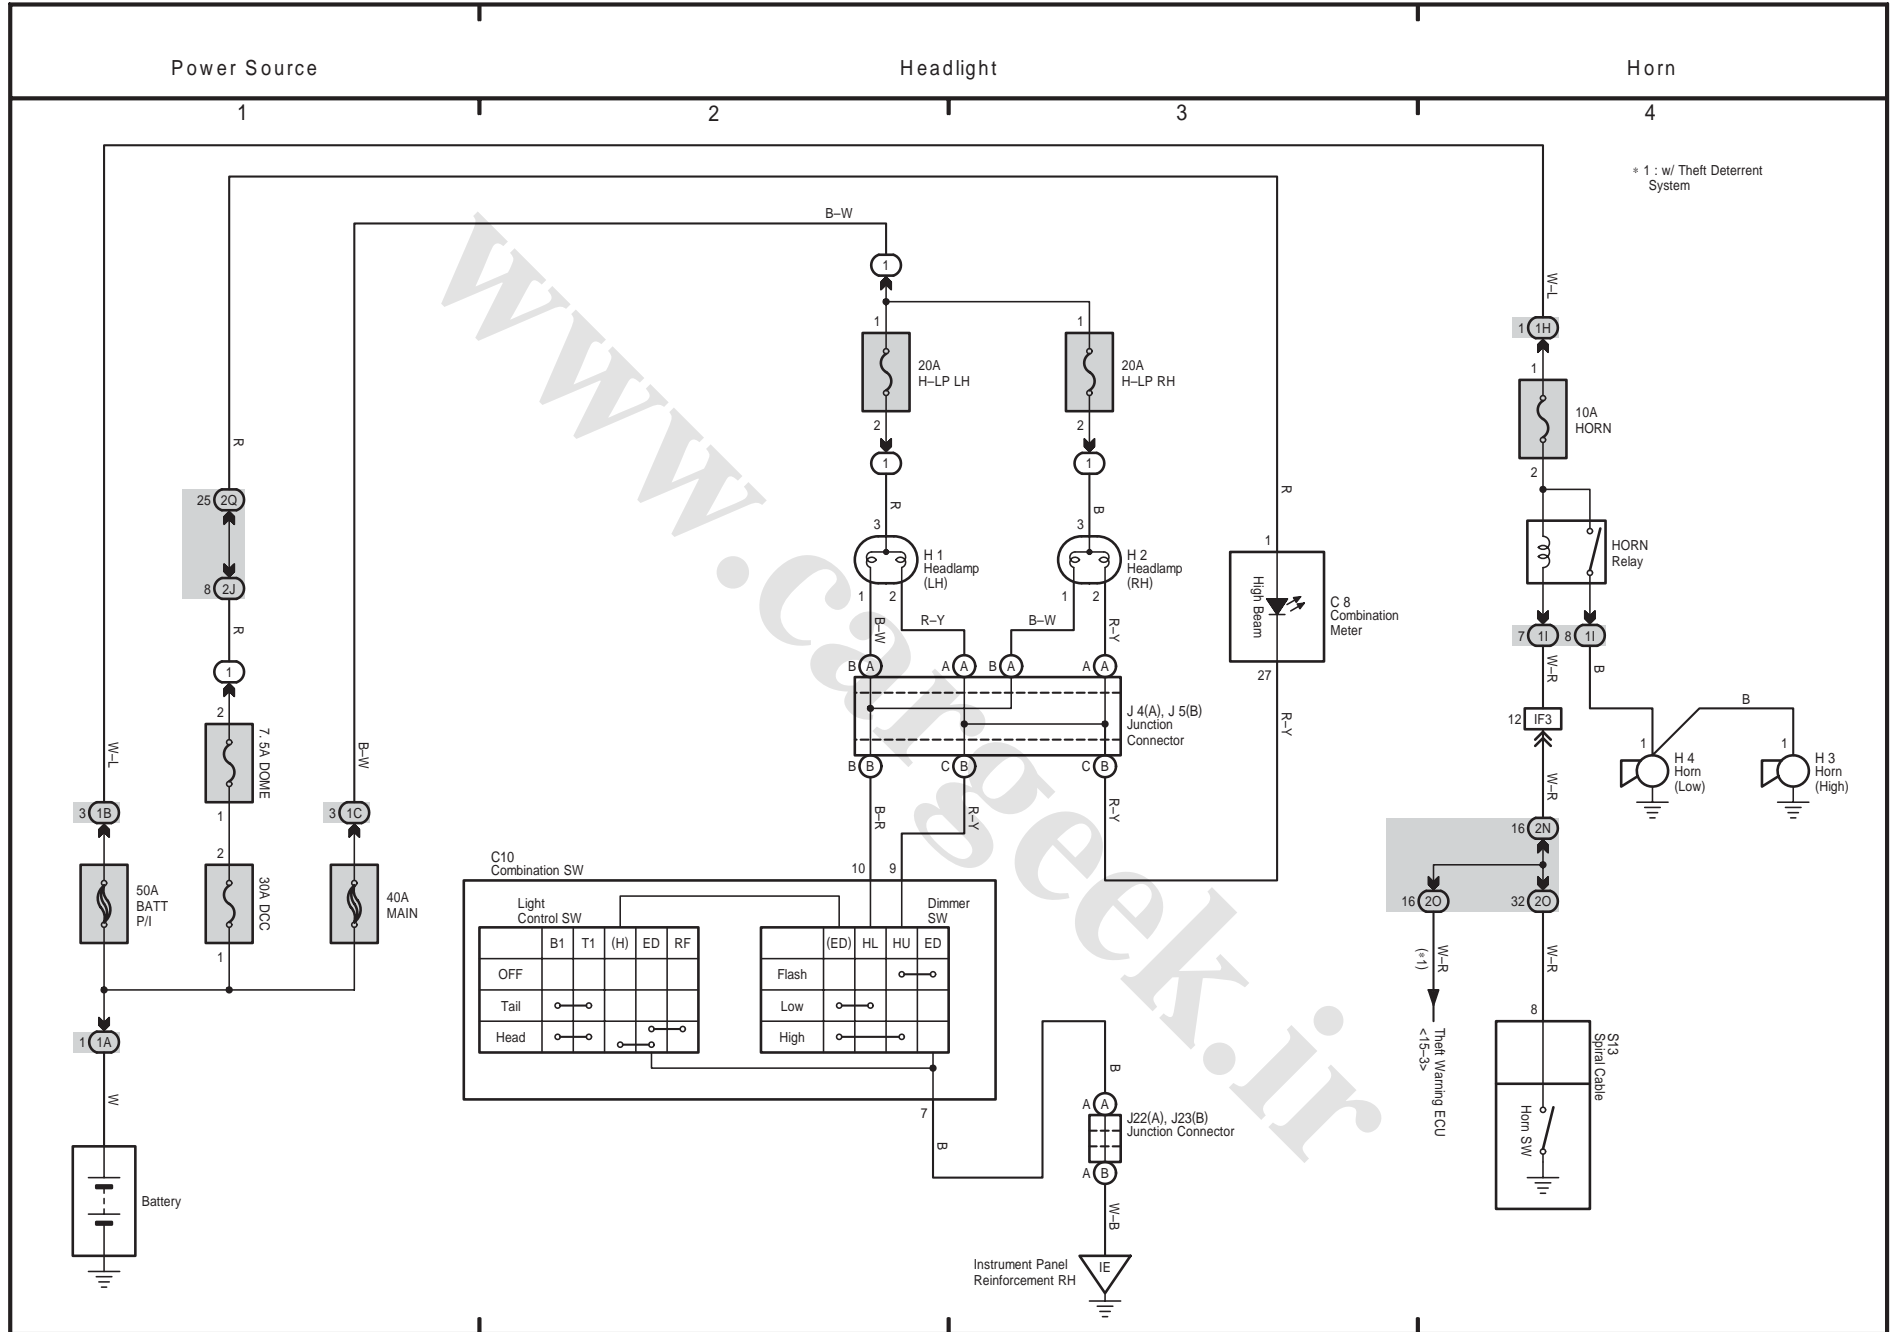 Power Source
Headlight
Horn
1
2
3
4
* 1 : w/ Theft Deterrent
System
B–W
1
W–L
1 1H
1
1
20A
H–LP LH
20A
H–LP RH
1
10A
HORN
2
2
2
1
1
R
25 2Q
R
B
R
3
3
1
H 1
Headlamp
(LH)
H 2
Headlamp
(RH)
HORN
Relay
8 2J
1
2
1
2
High Beam
C 8
Combination
Meter
R
B–W
R–Y
B–W
R–Y
7 1I
8 1I
1
B A
A A
B A
A A
27
W–R
B
2
7. 5A DOME
1
J 4(A), J 5(B)
Junction
Connector
R–Y
12 IF3
B
W–L
B–W
B B
C B
C B
1
H 4
Horn
(Low)
1
H 3
Horn
(High)
3 1B
3 1C
B–R
R–Y
R–Y
W–R
16 2N
2
C10
Combination SW
10
9
50A
BATT
P/I
30A DCC
40A
MAIN
1
Light
Control SW
Dimmer
SW
16 2O
32 2O
B1 T1 (H) ED RF
(ED) HL HU ED
OFF
Flash
Tail
Low
Head
High
W–R
(*1)
W–R
8
1 1A
7
Theft Warning ECU
<15–3>
S13
Spiral Cable
W
B
B
A A
J22(A), J23(B)
Junction Connector
A B
Horn SW
Battery
W–B
Instrument Panel
Reinforcement RH
IE
www.cargeek.ir